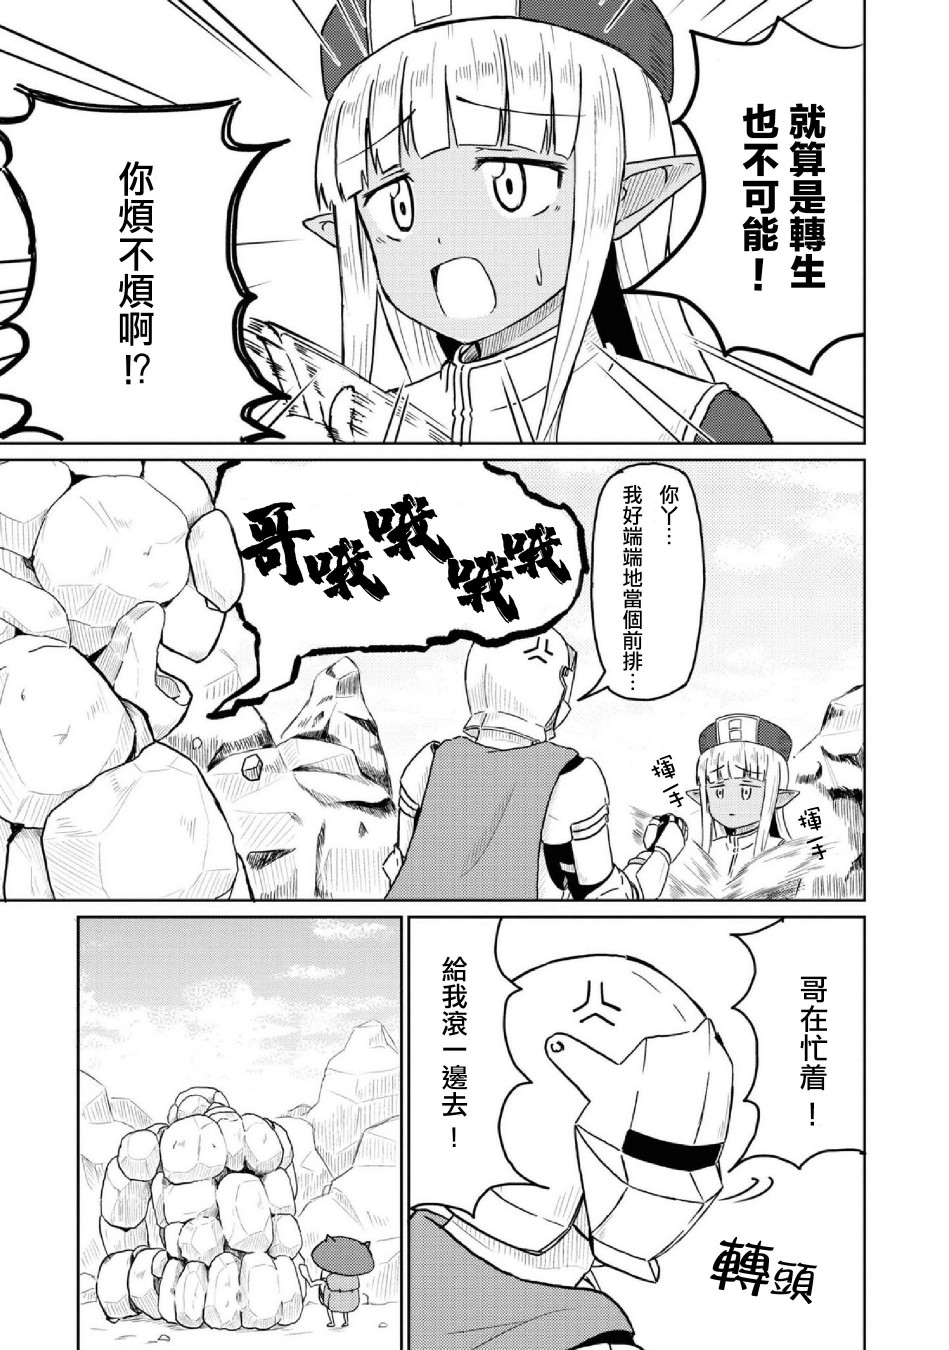 就算是轉生
也不可能！
你煩不煩啊!?
你丫…
我好端端地當個前排…
哥哦哦哦哦
揮手
揮手
哥在忙着！
給我滾一邊去！
轉頭